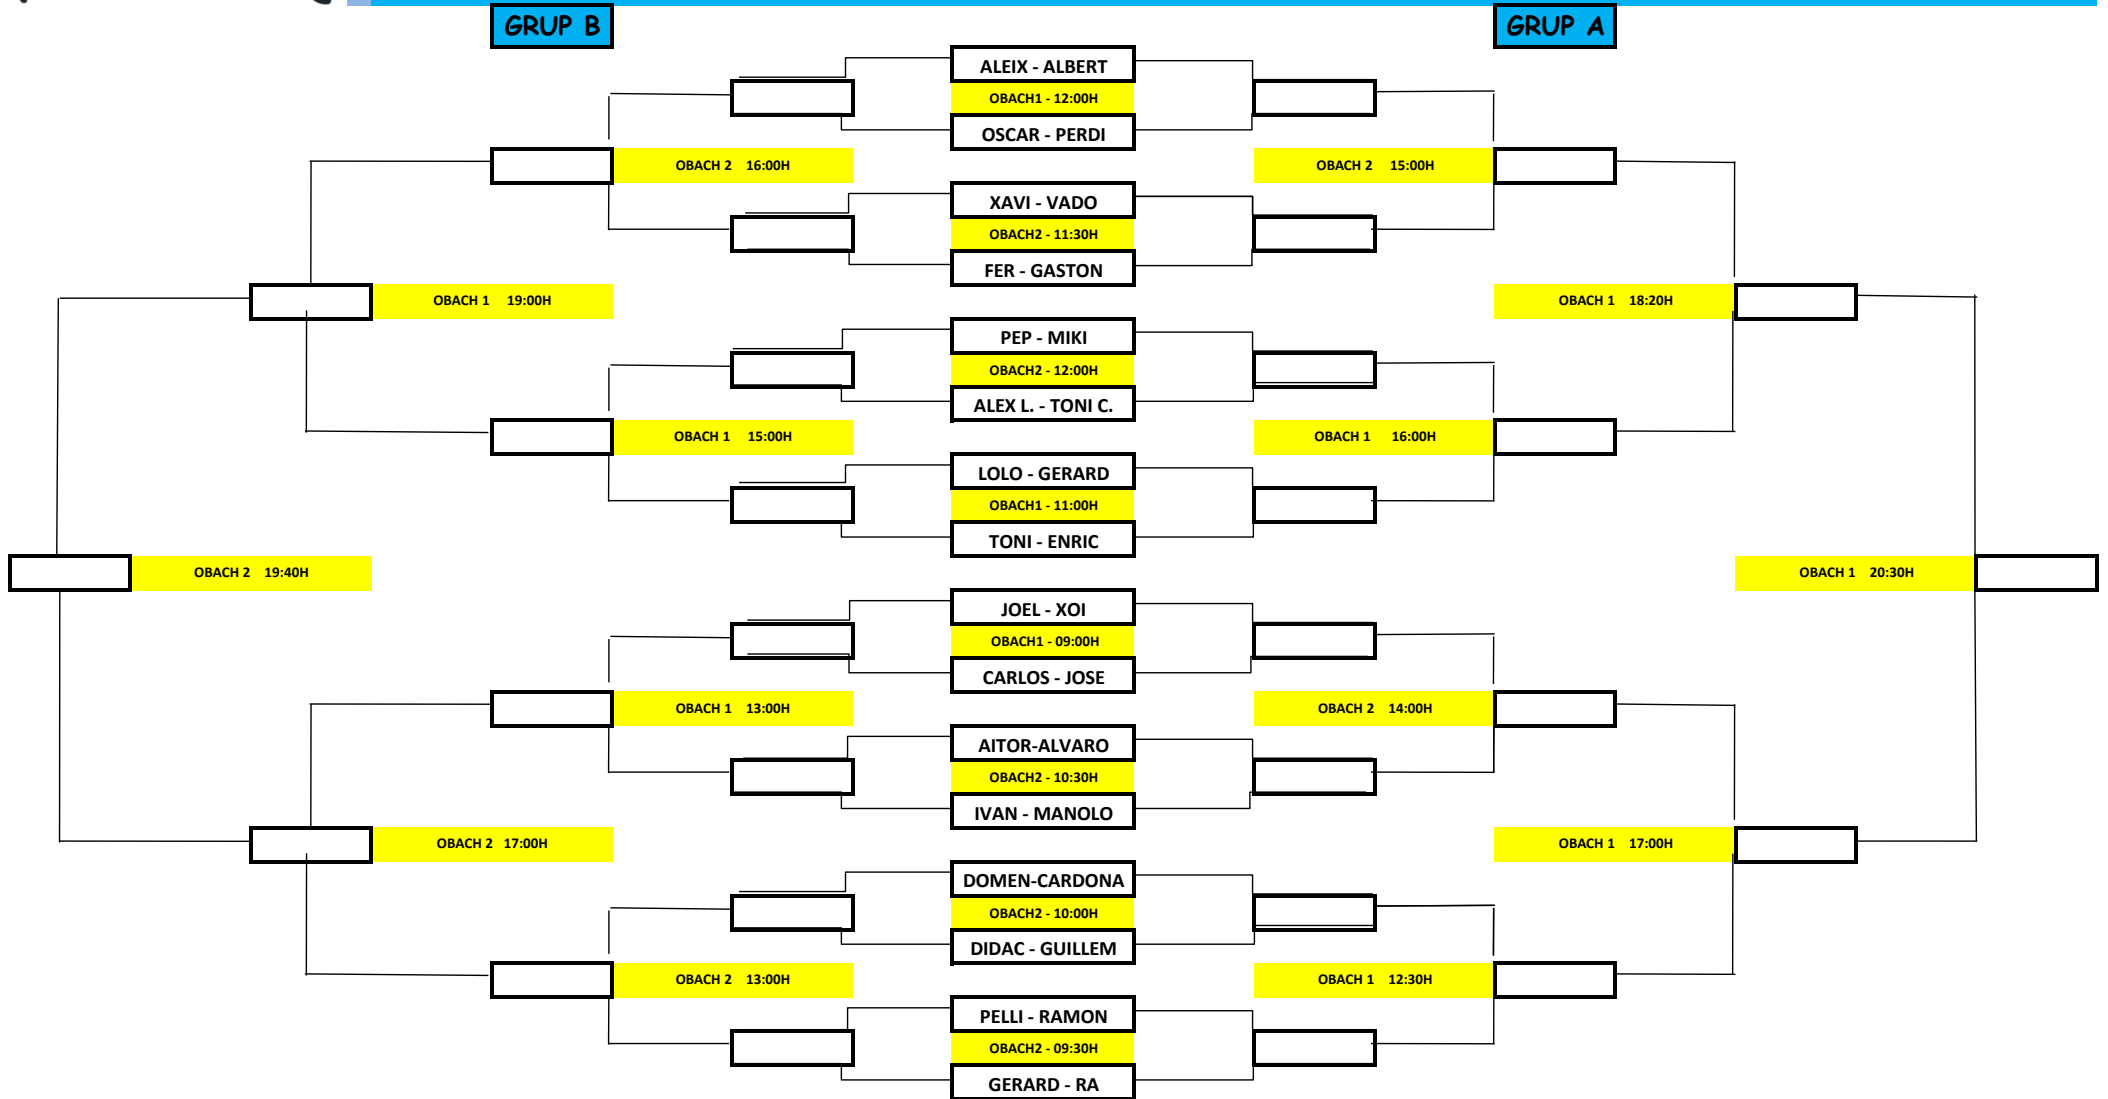 GRUP B GRUP A
ALEIX - ALBERT
OBACH1 - 12:00H
OSCAR - PERDI
OBACH 2 16:00H OBACH 2 15:00H
XAVI - VADO
OBACH2 - 11:30H
FER - GASTON
OBACH 1 19:00H OBACH 1 18:20H
PEP - MIKI
OBACH2 - 12:00H
ALEX L. - TONI C.
OBACH 1 15:00H OBACH 1 16:00H
LOLO - GERARD
OBACH1 - 11:00H
TONI - ENRIC
OBACH 2 19:40H OBACH 1 20:30H
JOEL - XOI
OBACH1 - 09:00H
CARLOS - JOSE
OBACH 1 13:00H OBACH 2 14:00H
AITOR-ALVARO
OBACH2 - 10:30H
IVAN - MANOLO
OBACH 2 17:00H OBACH 1 17:00H
DOMEN-CARDONA
OBACH2 - 10:00H
DIDAC - GUILLEM
OBACH 2 13:00H OBACH 1 12:30H
PELLI - RAMON
OBACH2 - 09:30H
GERARD - RA